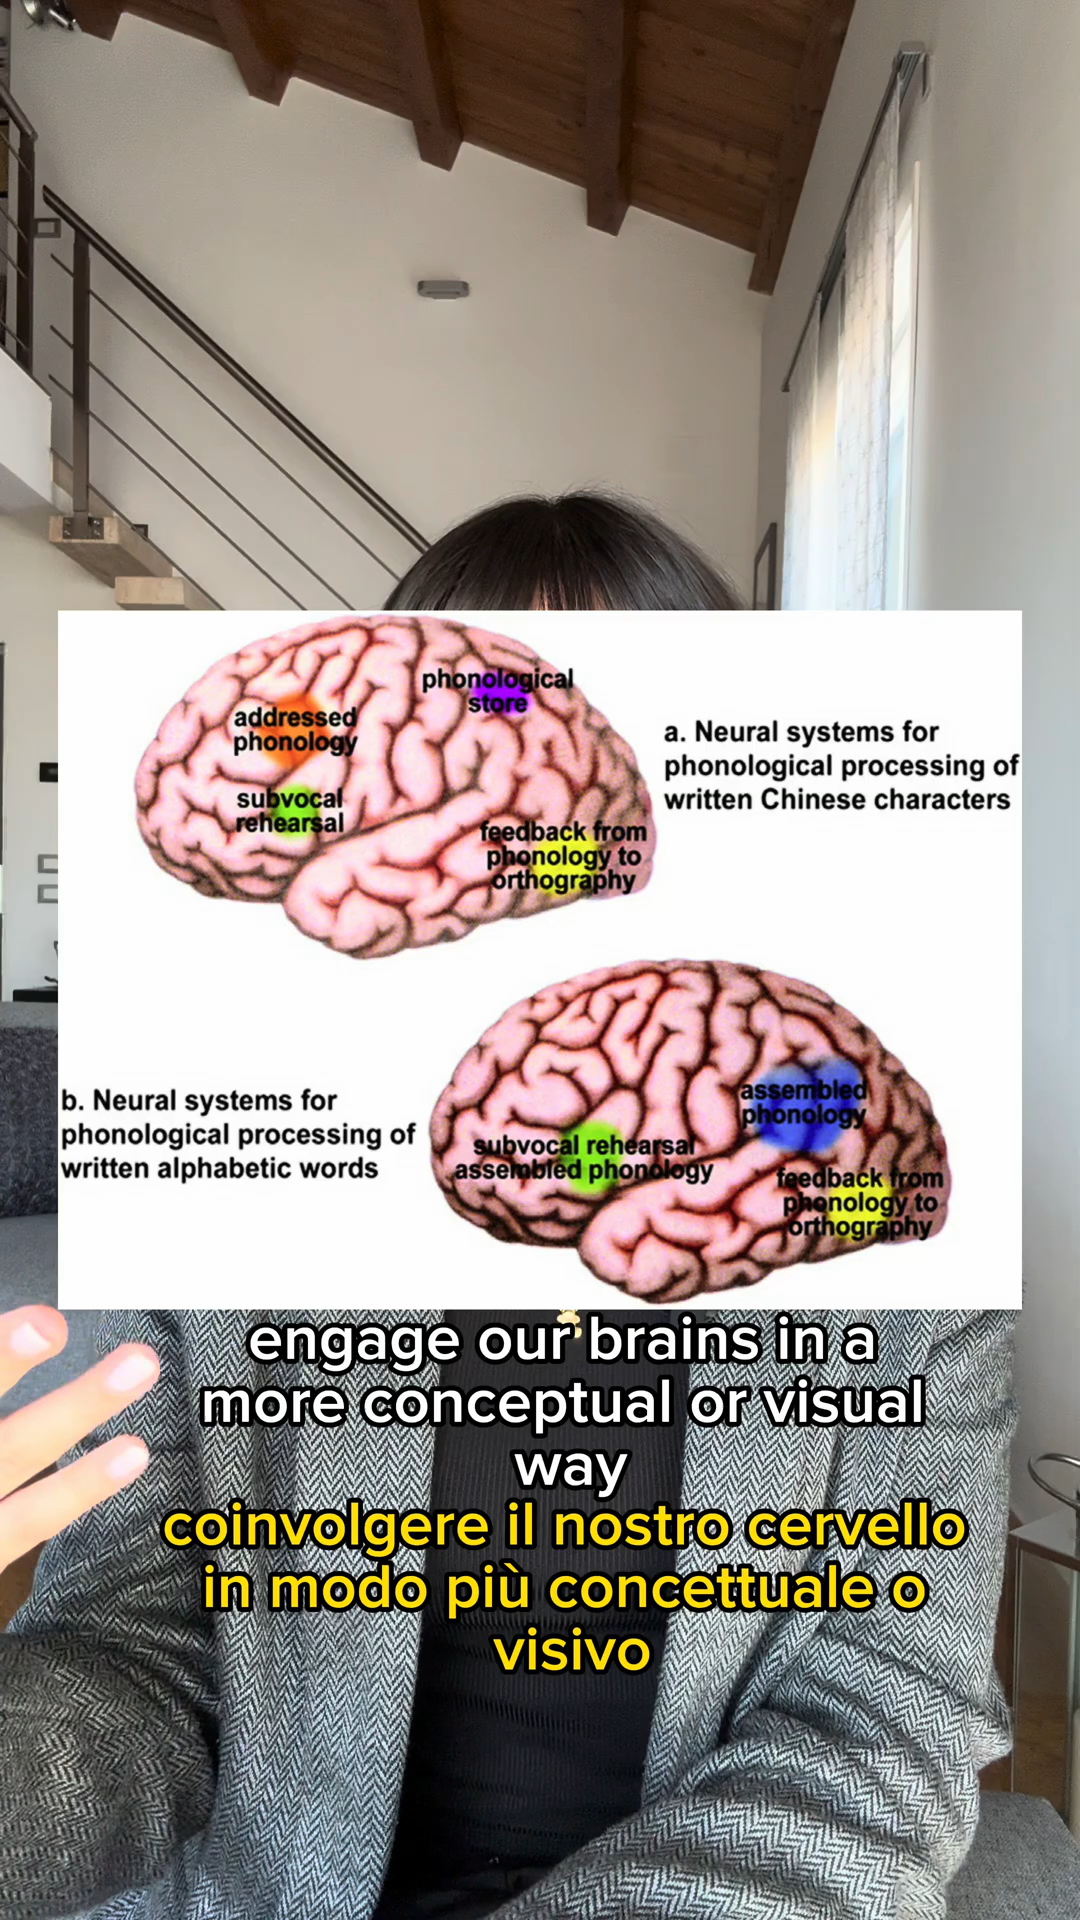 phonological
store
addressed
phonology
subvocal
rehearsal
feedback from
phonology to
orthography
a. Neural systems for
phonological processing of
written Chinese characters
b. Neural systems for
phonological processing of
written alphabetic words
assembled
phonology
subvocal rehearsal
assembled phonology
feedback from
phonology to
orthography
engage our brains in a
more conceptual or visual
way
coinvolgere il nostro cervello
in modo più concettuale o
visivo